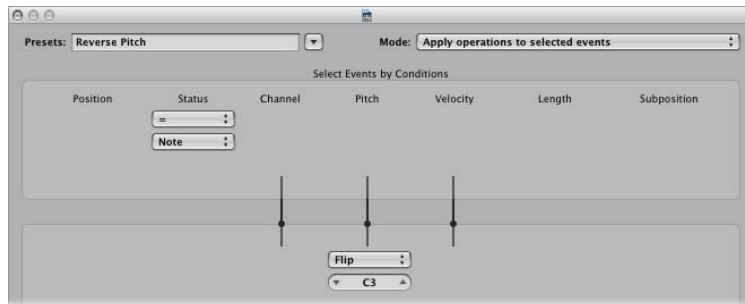 Presets: Reverse Pitch Mode: Apply operations to selected events
Select Events by Conditions
Position Status Channel Pitch Velocity Length Subposition
=
Note
Flip
C3